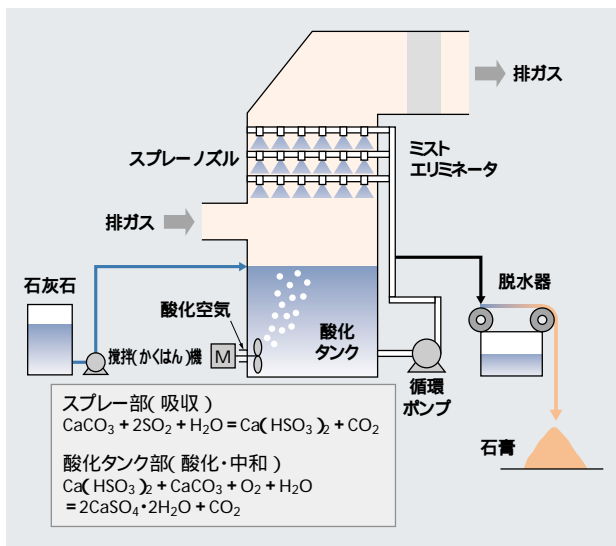 排ガス
スプレーノズル
ミスト
エリミネータ
排ガス
石灰石
脱水器
酸化空気
酸化
タンク
攪拌(かくはん)機
M
循環
ポンプ
石膏
スプレー部(吸収)
CaCO₃ + 2SO₂ + H₂O = Ca(HSO₃)₂ + CO₂
酸化タンク部(酸化・中和)
Ca(HSO₃)₂ + CaCO₃ + O₂ + H₂O
= 2CaSO₄・2H₂O + CO₂